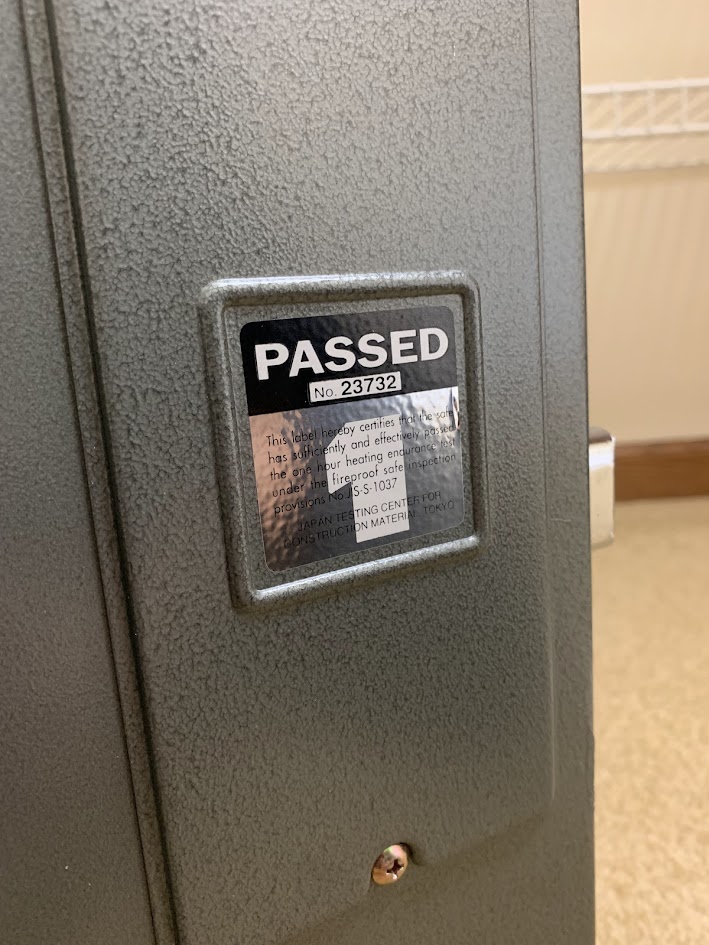 PASSED
No. 23732
This label hereby certifies that the safe
has sufficiently and effectively passed
the one hour heating endurance test
under the fireproof safe inspection
provisions No JIS-S-1037
1
JAPAN TESTING CENTER FOR
CONSTRUCTION MATERIAL TOKYO